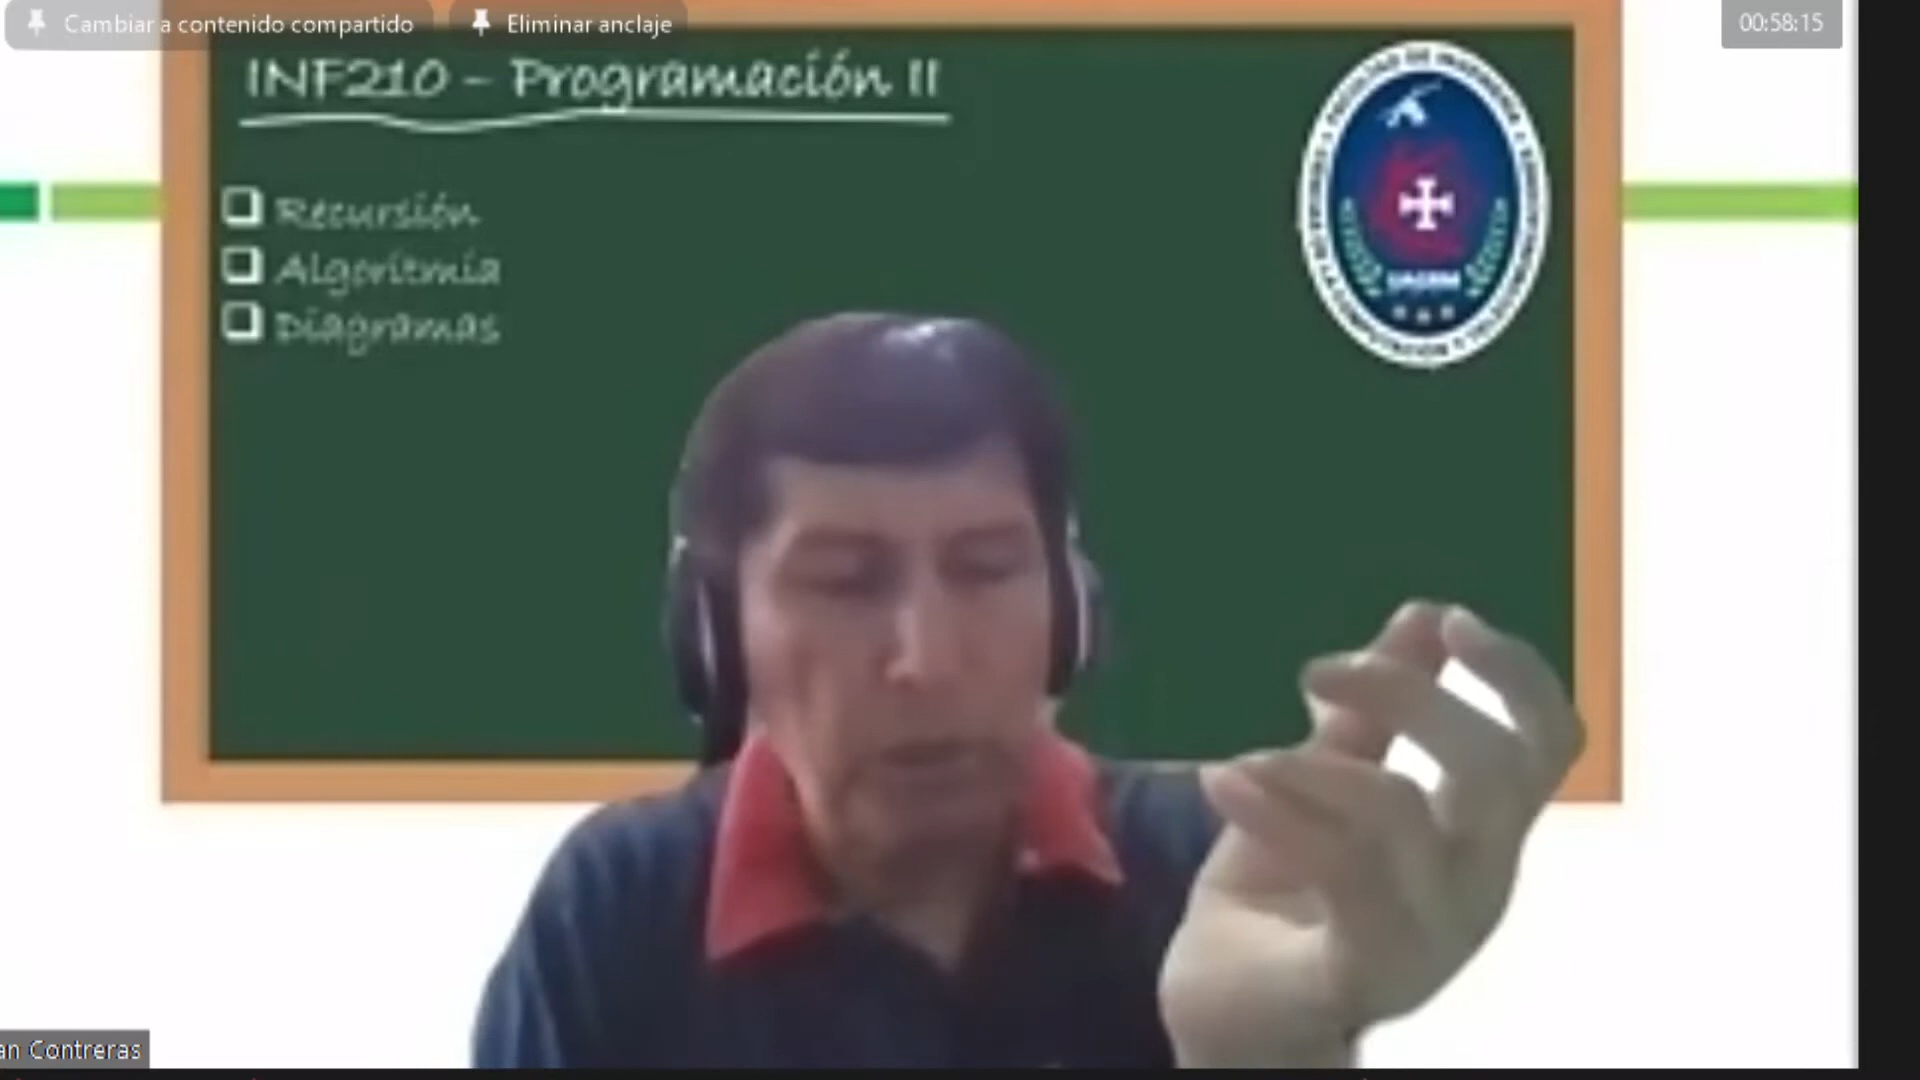 Cambiar a contenido compartido
Eliminar anclaje
00:58:15
INF210 - Programación II
Recursión
Algoritmia
Diagramas
UAGRM
an Contreras